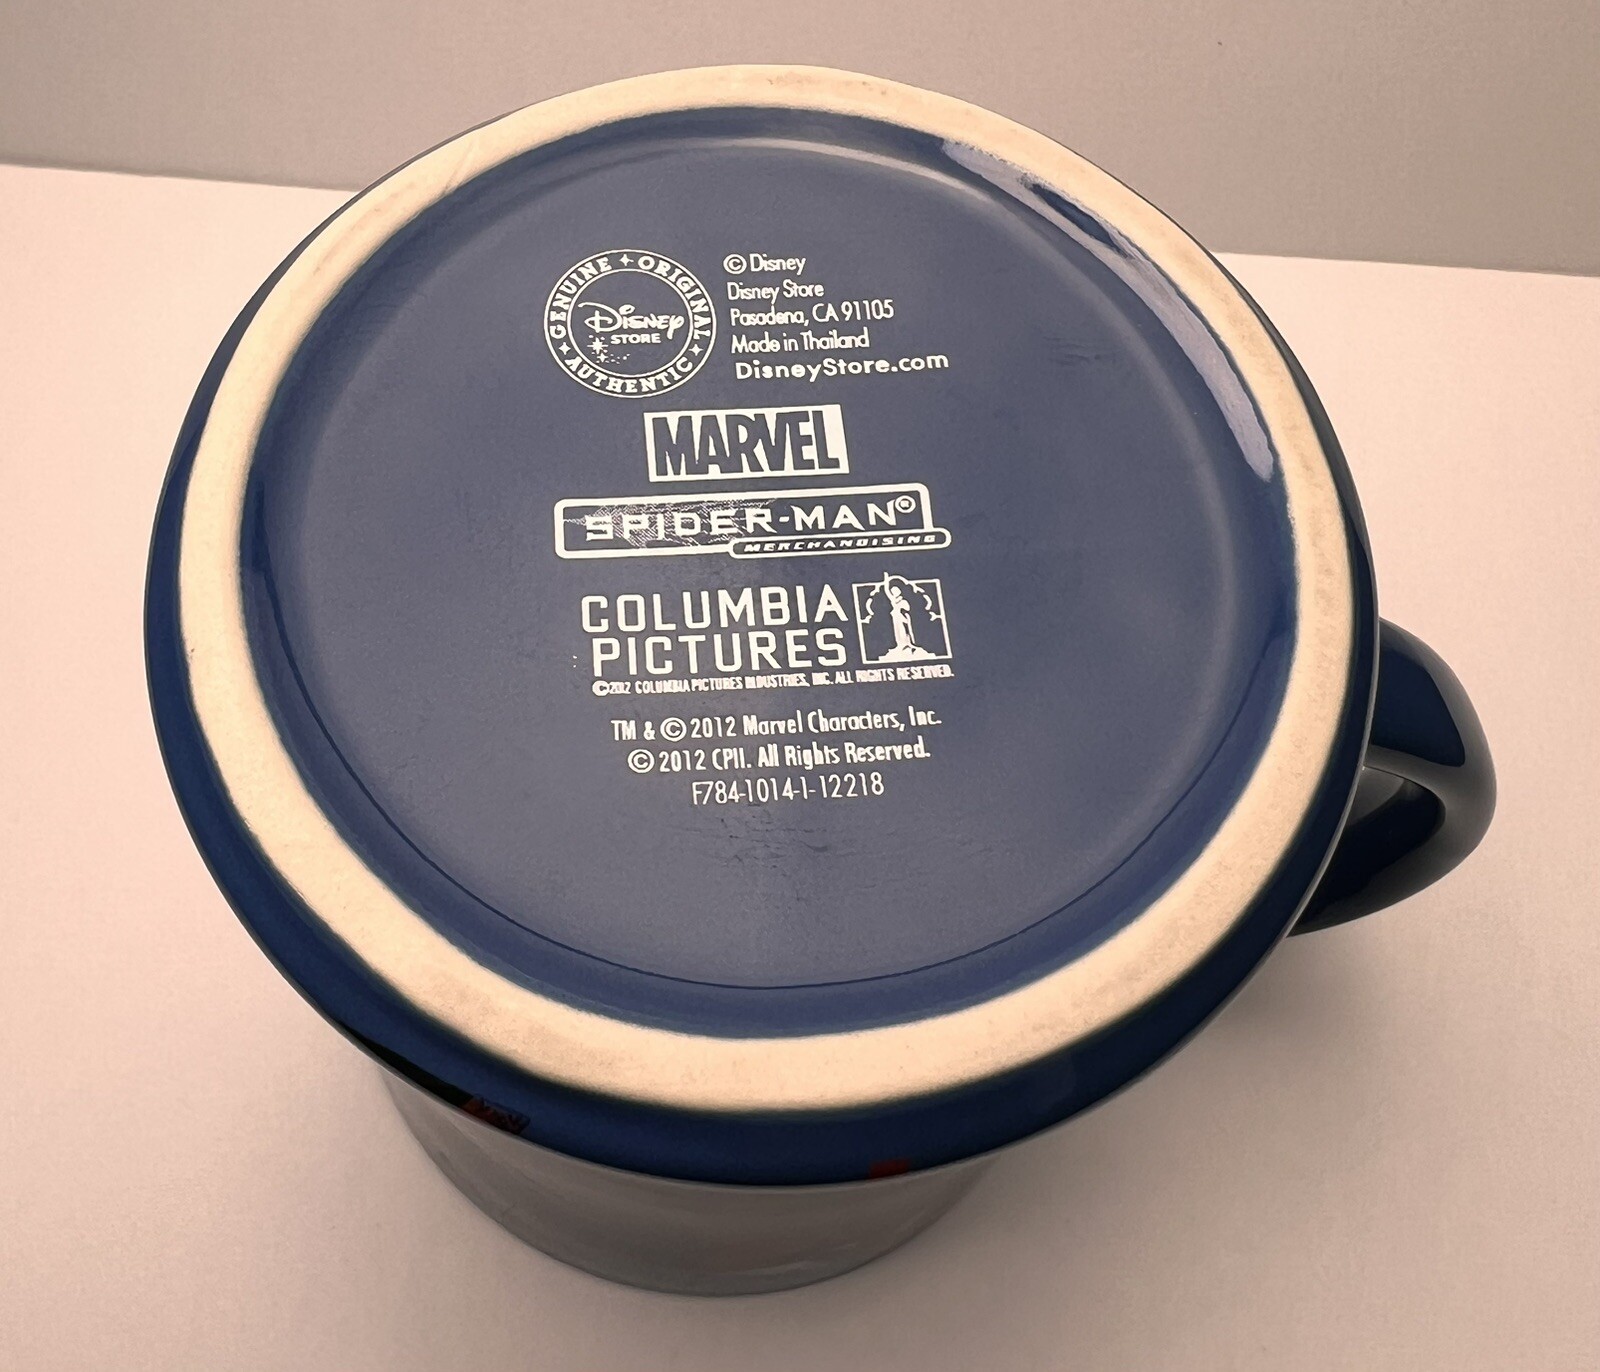 GENUINE ORIGINAL AUTHENTIC
Disney
STORE
© Disney
Disney Store
Pasadena, CA 91105
Made in Thailand
DisneyStore.com
MARVEL
SPIDER-MAN®
MERCHANDISING
COLUMBIA
PICTURES
©2012 COLUMBIA PICTURES INDUSTRIES, INC. ALL RIGHTS RESERVED.
TM & © 2012 Marvel Characters, Inc.
© 2012 CPII. All Rights Reserved.
F784-1014-1-12218